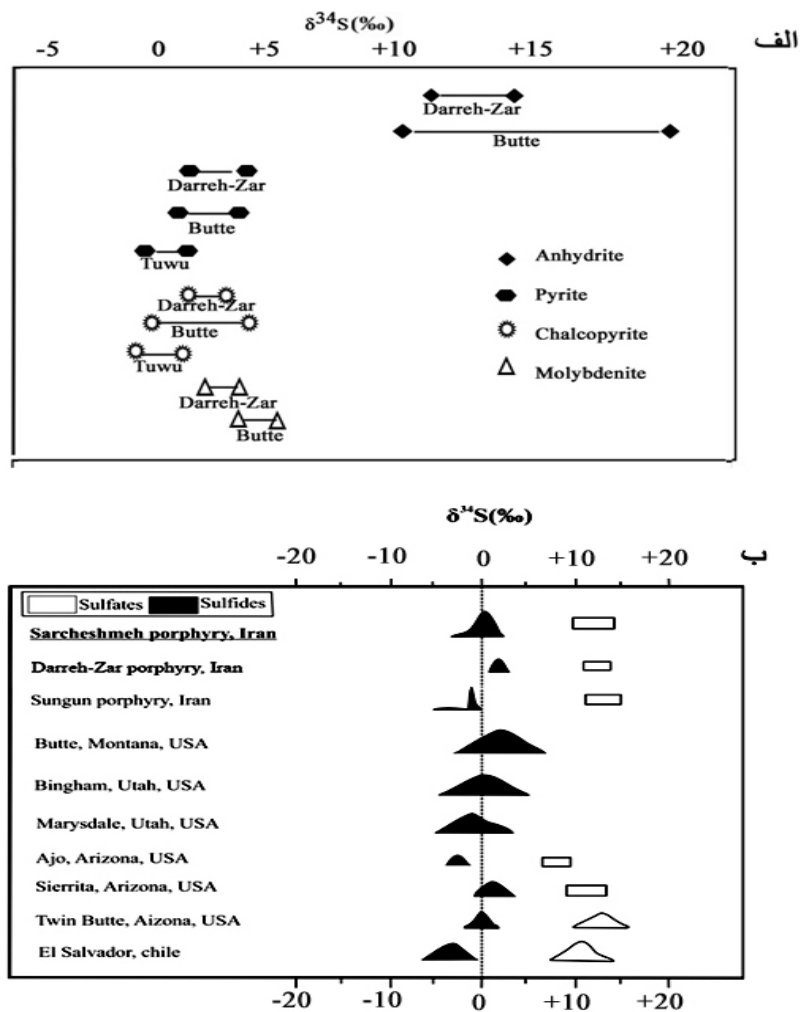 δ³⁴S(‰)
-5 0 +5 +10 +15 +20 الف
Darreh-Zar
Butte
Darreh-Zar
Butte
Tuwu
Darreh-Zar
Butte
Tuwu
Darreh-Zar
Butte
Anhydrite
Pyrite
Chalcopyrite
Molybdenite
δ³⁴S(‰)
-20 -10 0 +10 +20 ب
Sulfates Sulfides
Sarcheshmeh porphyry, Iran
Darreh-Zar porphyry, Iran
Sungun porphyry, Iran
Butte, Montana, USA
Bingham, Utah, USA
Marysdale, Utah, USA
Ajo, Arizona, USA
Sierrita, Arizona, USA
Twin Butte, Aizona, USA
El Salvador, chile
-20 -10 0 +10 +20